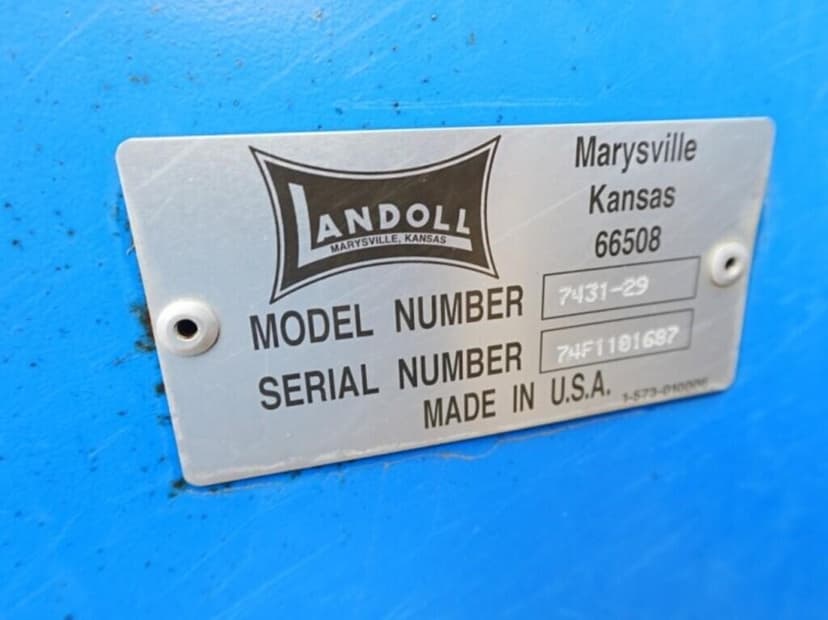 LANDOLL
MARYSVILLE, KANSAS
Marysville
Kansas
66508
MODEL NUMBER 7431-29
SERIAL NUMBER 74F1101687
MADE IN U.S.A.